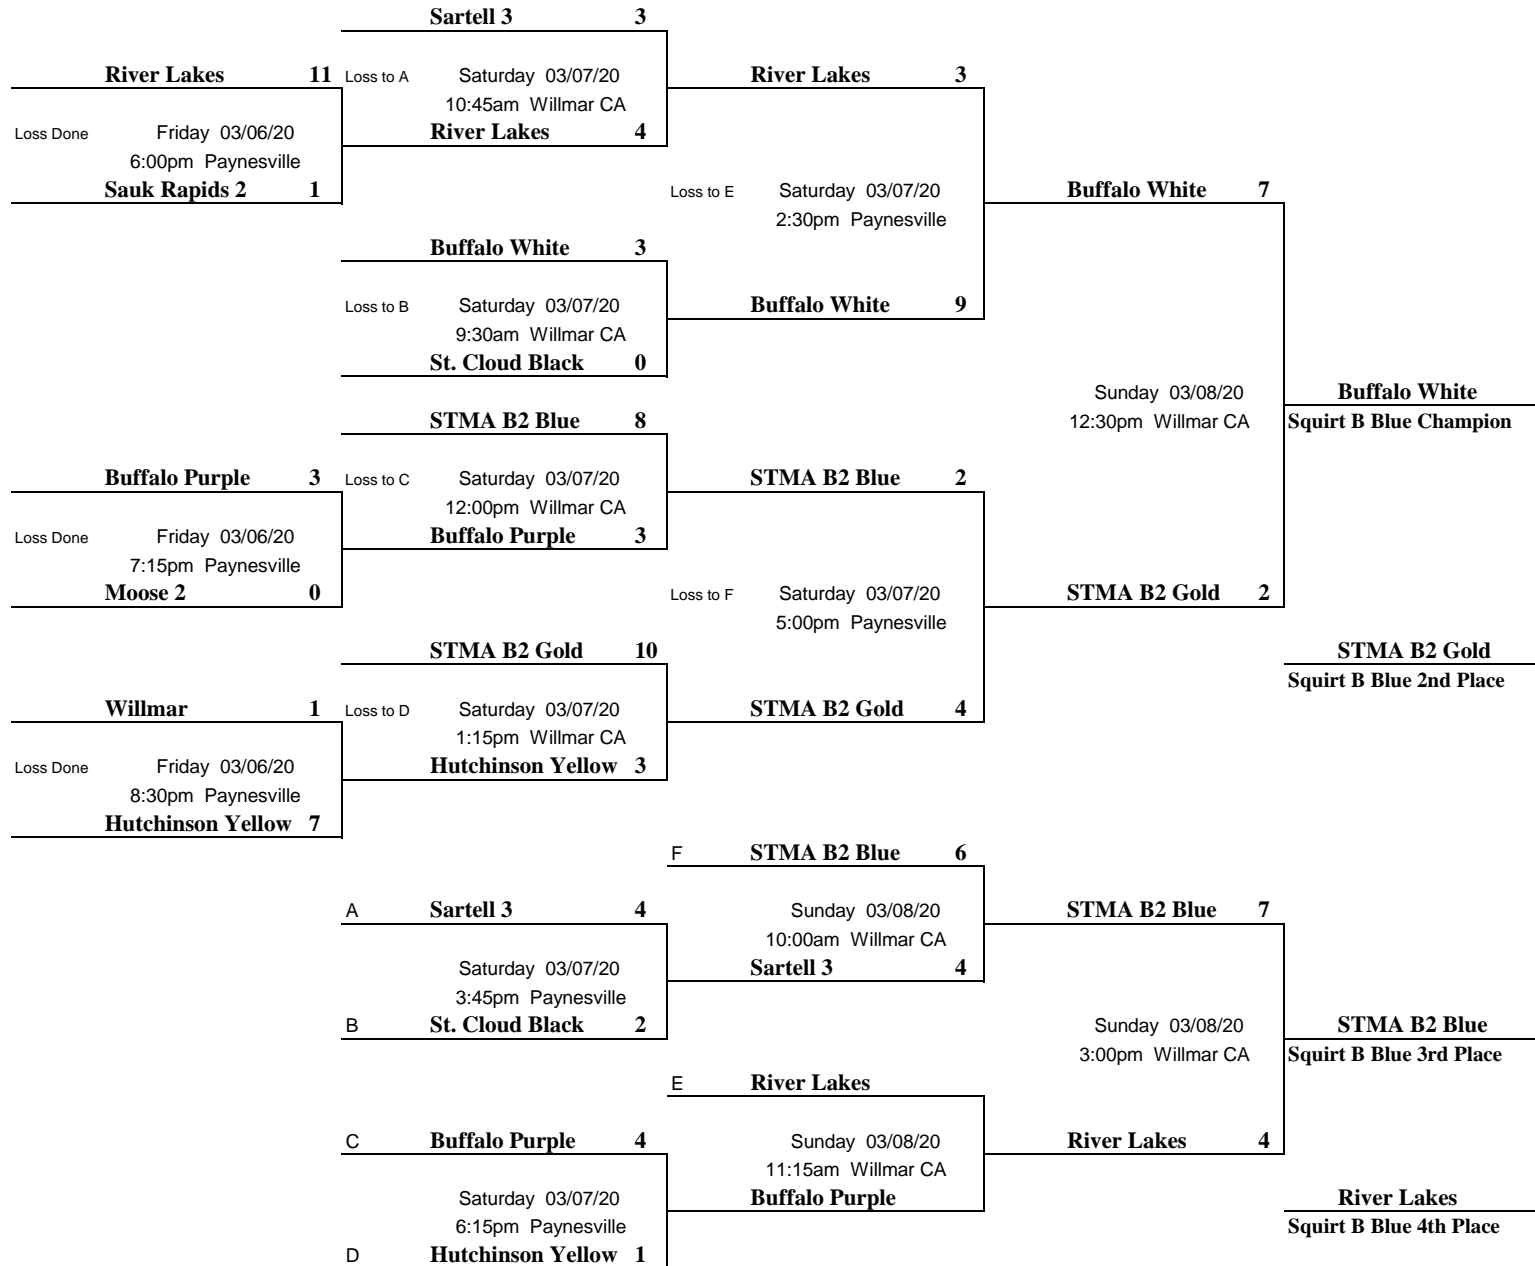 Sartell 3 3
River Lakes 11 Loss to A Saturday 03/07/20 River Lakes 3
10:45am Willmar CA
Loss Done Friday 03/06/20 River Lakes 4
6:00pm Paynesville
Sauk Rapids 2 1 Loss to E Saturday 03/07/20 Buffalo White 7
2:30pm Paynesville
Buffalo White 3
Loss to B Saturday 03/07/20 Buffalo White 9
9:30am Willmar CA
St. Cloud Black 0
Sunday 03/08/20 Buffalo White
STMA B2 Blue 8 12:30pm Willmar CA Squirt B Blue Champion
Buffalo Purple 3 Loss to C Saturday 03/07/20 STMA B2 Blue 2
12:00pm Willmar CA
Loss Done Friday 03/06/20 Buffalo Purple 3
7:15pm Paynesville
Moose 2 0 Loss to F Saturday 03/07/20 STMA B2 Gold 2
5:00pm Paynesville
STMA B2 Gold 10 STMA B2 Gold
Squirt B Blue 2nd Place
Willmar 1 Loss to D Saturday 03/07/20 STMA B2 Gold 4
1:15pm Willmar CA
Loss Done Friday 03/06/20 Hutchinson Yellow 3
8:30pm Paynesville
Hutchinson Yellow 7
F STMA B2 Blue 6
A Sartell 3 4 Sunday 03/08/20 STMA B2 Blue 7
10:00am Willmar CA
Saturday 03/07/20 Sartell 3 4
3:45pm Paynesville
B St. Cloud Black 2 Sunday 03/08/20 STMA B2 Blue
3:00pm Willmar CA Squirt B Blue 3rd Place
E River Lakes
C Buffalo Purple 4 Sunday 03/08/20 River Lakes 4
11:15am Willmar CA
Saturday 03/07/20 Buffalo Purple River Lakes
6:15pm Paynesville Squirt B Blue 4th Place
D Hutchinson Yellow 1